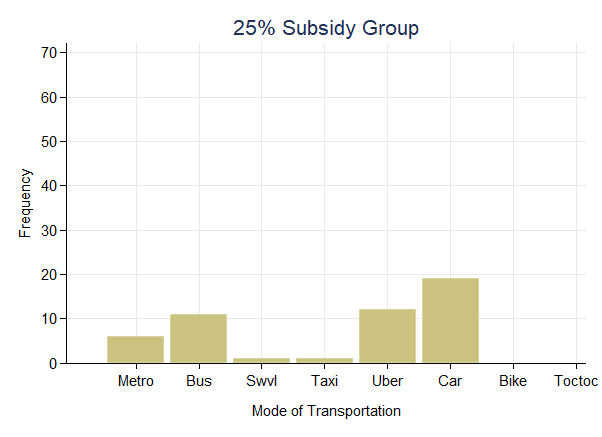 25% Subsidy Group
70
60
50
40
30
20
10
0
Frequency
Metro Bus Swvl Taxi Uber Car Bike Toctoc
Mode of Transportation